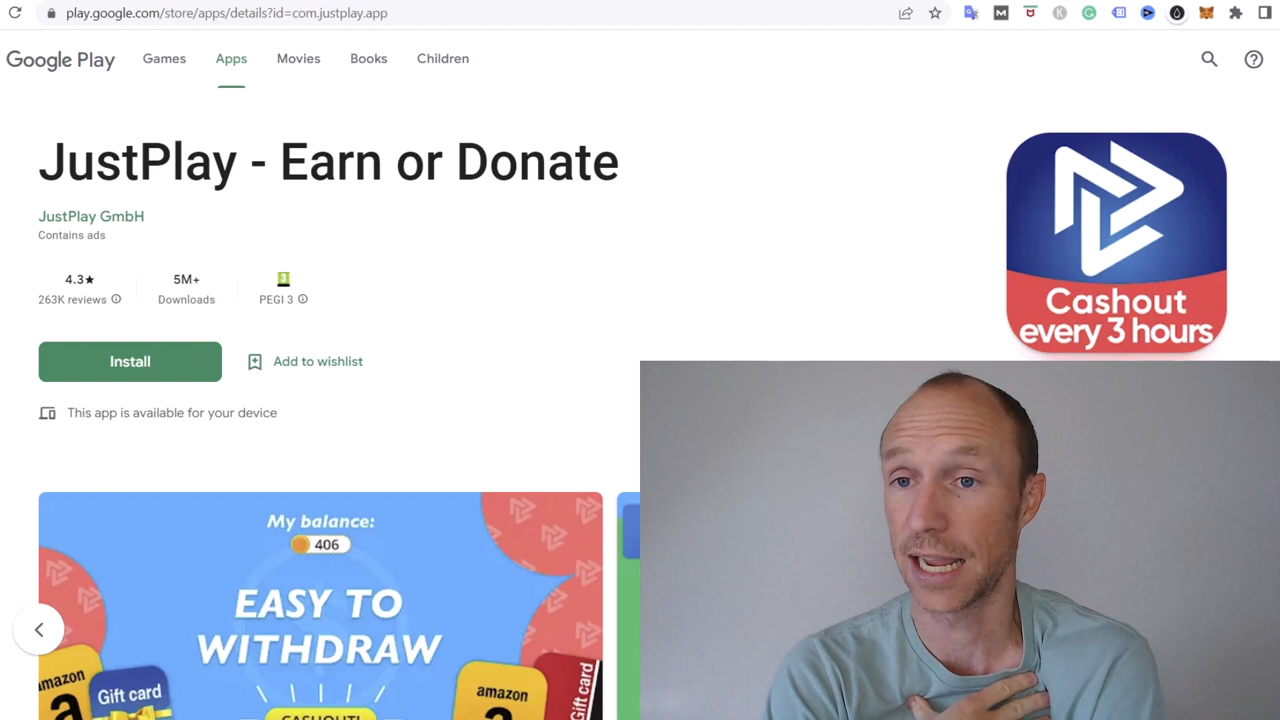 play.google.com/store/apps/details?id=com.justplay.app
Google Play
Games
Apps
Movies
Books
Children
JustPlay - Earn or Donate
JustPlay GmbH
Contains ads
4.3★
263K reviews
5M+
Downloads
3
PEGI 3
Install
Add to wishlist
This app is available for your device
Cashout
every 3 hours
My balance:
406
EASY TO
WITHDRAW
CASHOUT!
amazon
a
Gift card
amazon
Gift card